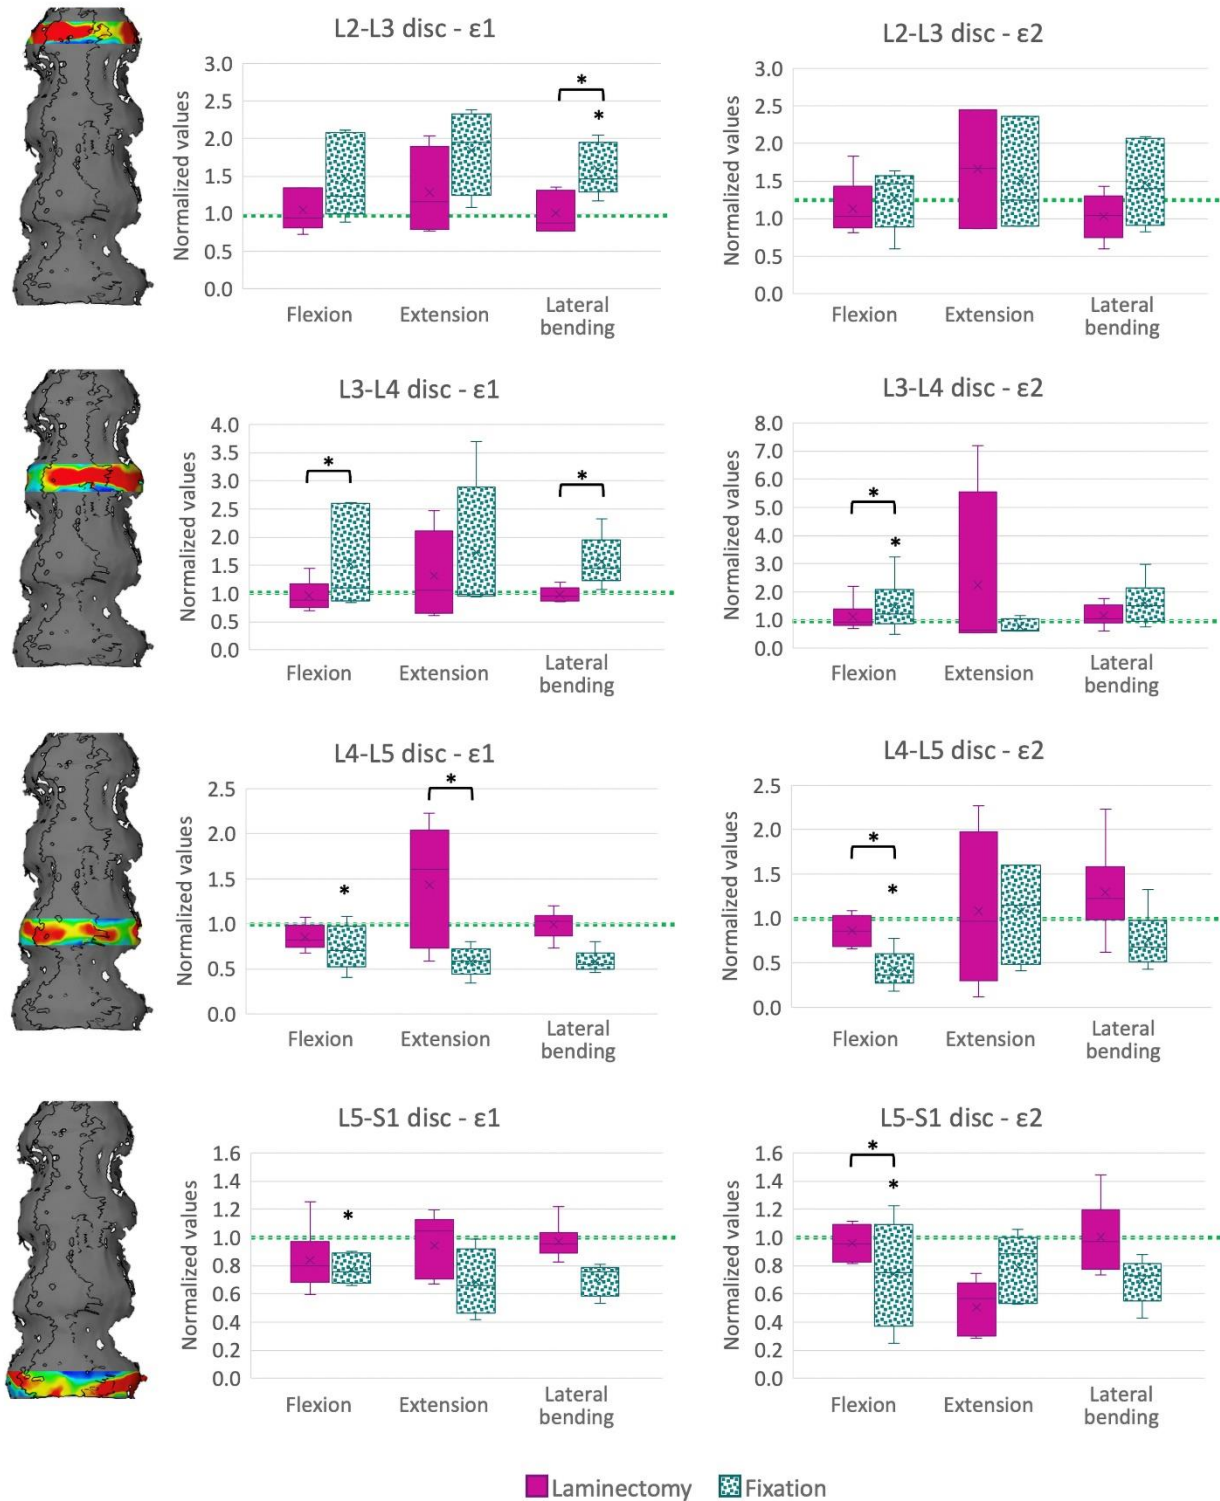 L2-L3 disc - ε1
Normalized values
3.0
2.5
2.0
1.5
1.0
0.5
0.0
*
*
Flexion
Extension
Lateral
bending
L2-L3 disc - ε2
Normalized values
3.0
2.5
2.0
1.5
1.0
0.5
0.0
Flexion
Extension
Lateral
bending
L3-L4 disc - ε1
Normalized values
4.0
3.5
3.0
2.5
2.0
1.5
1.0
0.5
0.0
*
*
Flexion
Extension
Lateral
bending
L3-L4 disc - ε2
Normalized values
8.0
7.0
6.0
5.0
4.0
3.0
2.0
1.0
0.0
*
*
Flexion
Extension
Lateral
bending
L4-L5 disc - ε1
Normalized values
2.5
2.0
1.5
1.0
0.5
0.0
*
*
Flexion
Extension
Lateral
bending
L4-L5 disc - ε2
Normalized values
2.5
2.0
1.5
1.0
0.5
0.0
*
*
Flexion
Extension
Lateral
bending
L5-S1 disc - ε1
Normalized values
1.6
1.4
1.2
1.0
0.8
0.6
0.4
0.2
0.0
*
Flexion
Extension
Lateral
bending
L5-S1 disc - ε2
Normalized values
1.6
1.4
1.2
1.0
0.8
0.6
0.4
0.2
0.0
*
*
Flexion
Extension
Lateral
bending
Laminectomy
Fixation